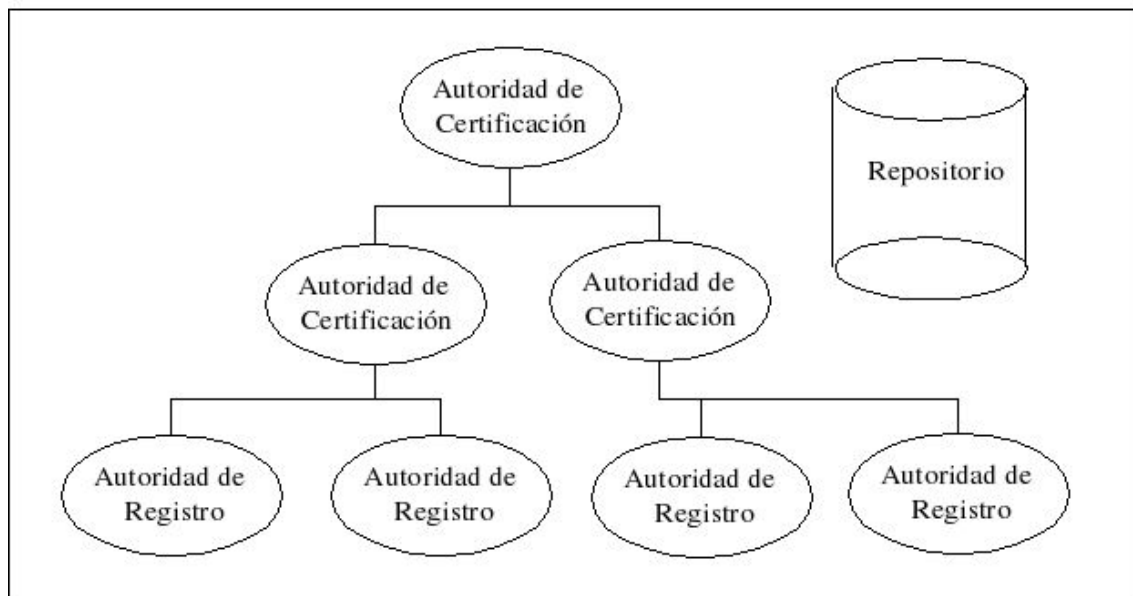 Autoridad de
Certificación
Repositorio
Autoridad de
Certificación
Autoridad de
Certificación
Autoridad de
Registro
Autoridad de
Registro
Autoridad de
Registro
Autoridad de
Registro